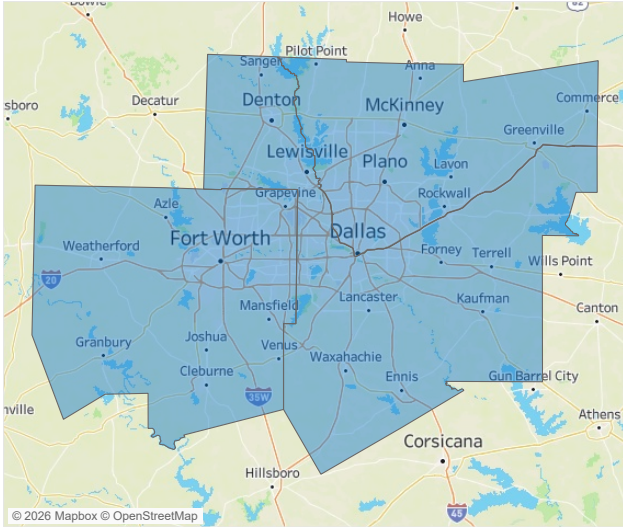 Bowie
Howe
82
Pilot Point
Sanger
Anna
sboro
Decatur
Denton
McKinney
Commerce
Greenville
Lewisville
Plano
Lavon
Grapevine
Rockwall
Azle
Fort Worth
Dallas
Weatherford
Forney
Terrell
Wills Point
20
Mansfield
Lancaster
Kaufman
Canton
Granbury
Joshua
Venus
Waxahachie
Cleburne
Ennis
Gun Barrel City
35W
nville
Athens
Corsicana
Hillsboro
45
© 2026 Mapbox © OpenStreetMap